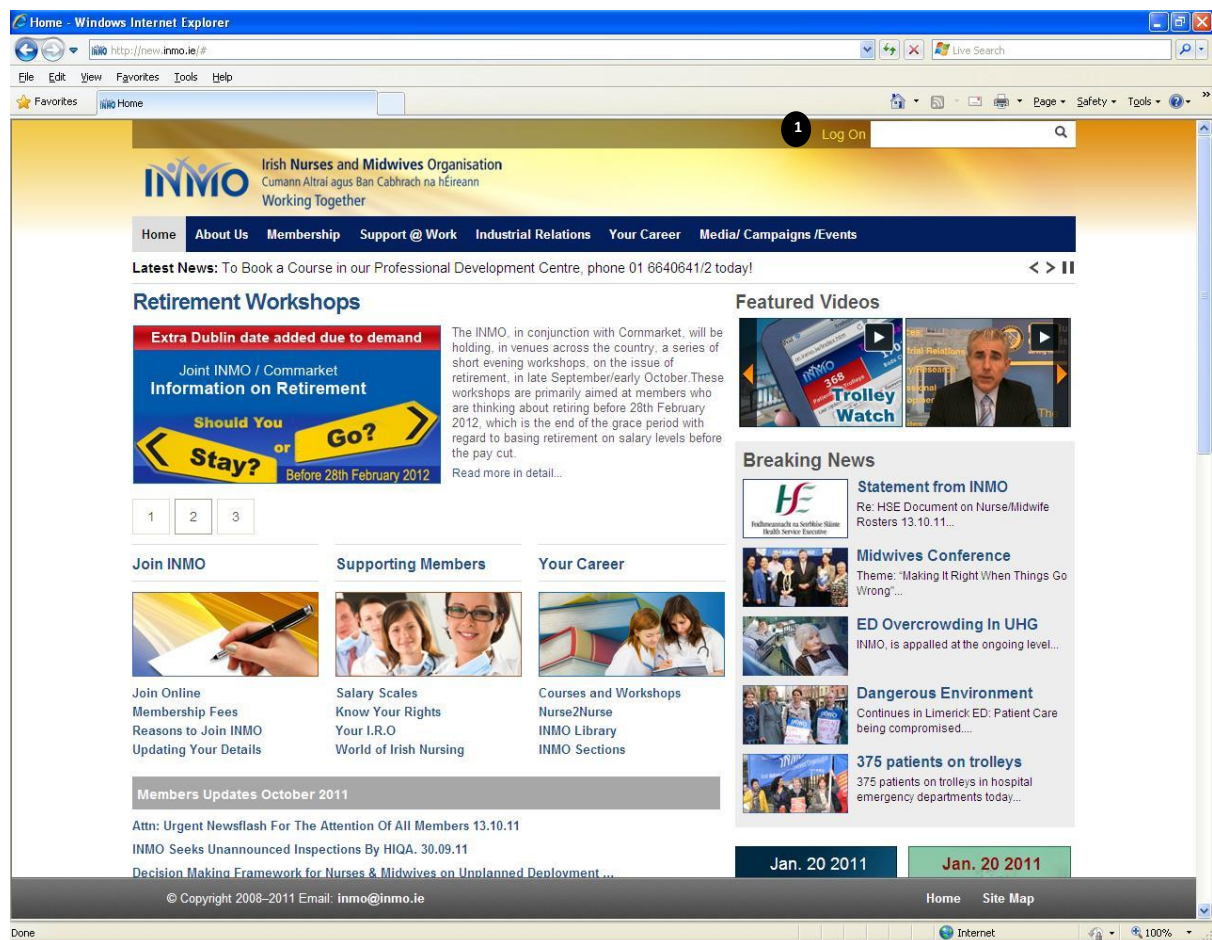 Home - Windows Internet Explorer
http://new.inmo.ie/#
Live Search
File Edit View Favorites Tools Help
Favorites
INMO Home
Page Safety Tools
1 Log On
INMO
Irish Nurses and Midwives Organisation
Cumann Altraí agus Ban Cabhrach na hÉireann
Working Together
Home About Us Membership Support @ Work Industrial Relations Your Career Media/ Campaigns /Events
Latest News: To Book a Course in our Professional Development Centre, phone 01 6640641/2 today!
Retirement Workshops
Extra Dublin date added due to demand
Joint INMO / Cornmarket
Information on Retirement
Should You
Stay?
or
Go?
Before 28th February 2012
The INMO, in conjunction with Cornmarket, will be
holding, in venues across the country, a series of
short evening workshops, on the issue of
retirement, in late September/early October.These
workshops are primarily aimed at members who
are thinking about retiring before 28th February
2012, which is the end of the grace period with
regard to basing retirement on salary levels before
the pay cut.
Read more in detail...
1 2 3
Featured Videos
INMO
368
Trolley
Watch
Breaking News
Feidhmeannacht na Seirbhíse Sláinte
Health Service Executive
Statement from INMO
Re: HSE Document on Nurse/Midwife
Rosters 13.10.11...
Midwives Conference
Theme: "Making It Right When Things Go
Wrong"...
ED Overcrowding In UHG
INMO, is appalled at the ongoing level...
Dangerous Environment
Continues in Limerick ED: Patient Care
being compromised....
375 patients on trolleys
375 patients on trolleys in hospital
emergency departments today...
Join INMO
Join Online
Membership Fees
Reasons to Join INMO
Updating Your Details
Supporting Members
Salary Scales
Know Your Rights
Your I.R.O
World of Irish Nursing
Your Career
Courses and Workshops
Nurse2Nurse
INMO Library
INMO Sections
Members Updates October 2011
Attn: Urgent Newsflash For The Attention Of All Members 13.10.11
INMO Seeks Unannounced Inspections By HIQA. 30.09.11
Decision Making Framework for Nurses & Midwives on Unplanned Deployment ...
Jan. 20 2011
Jan. 20 2011
© Copyright 2008–2011 Email: inmo@inmo.ie
Home Site Map
Done
Internet
100%